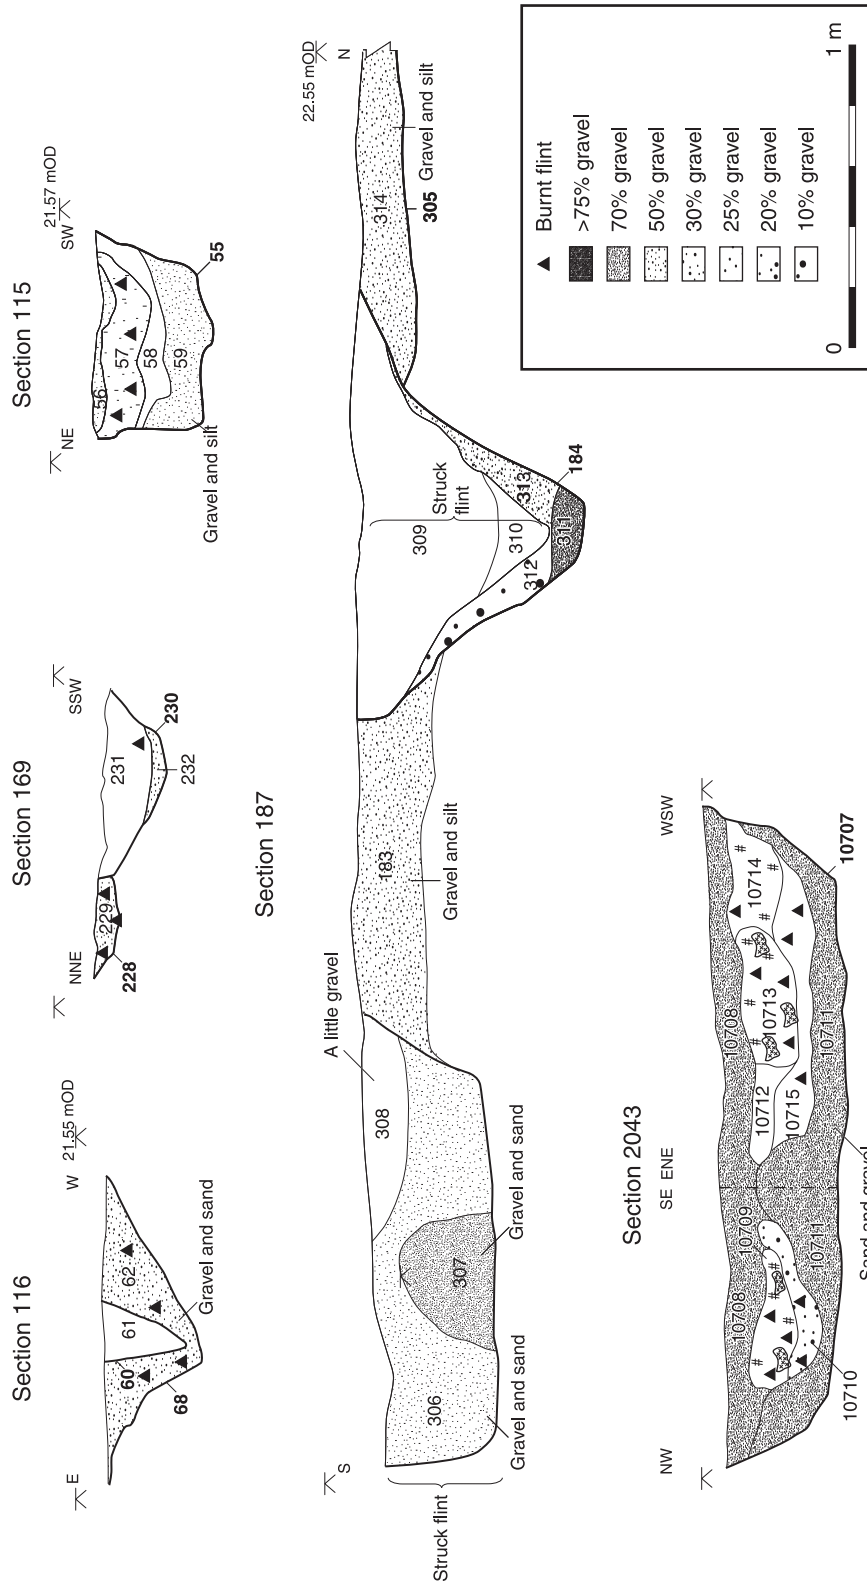 Section 116
E
W
21.55 mOD
60
61
62
68
Gravel and sand
Section 169
NNE
SSW
228
229
230
231
232
Section 115
NE
SW
21.57 mOD
56
57
58
59
55
Gravel and silt
Section 187
S
N
22.55 mOD
Struck flint
306
Gravel and sand
307
Gravel and sand
308
A little gravel
183
Gravel and silt
309
Struck
flint
310
312
311
313
184
314
305
Gravel and silt
Section 2043
NW
SE ENE
WSW
10708
10709
10711
10710
10708
10712
10713
10714
10715
10711
10707
Sand and gravel
Burnt flint
>75% gravel
70% gravel
50% gravel
30% gravel
25% gravel
20% gravel
10% gravel
0
1 m